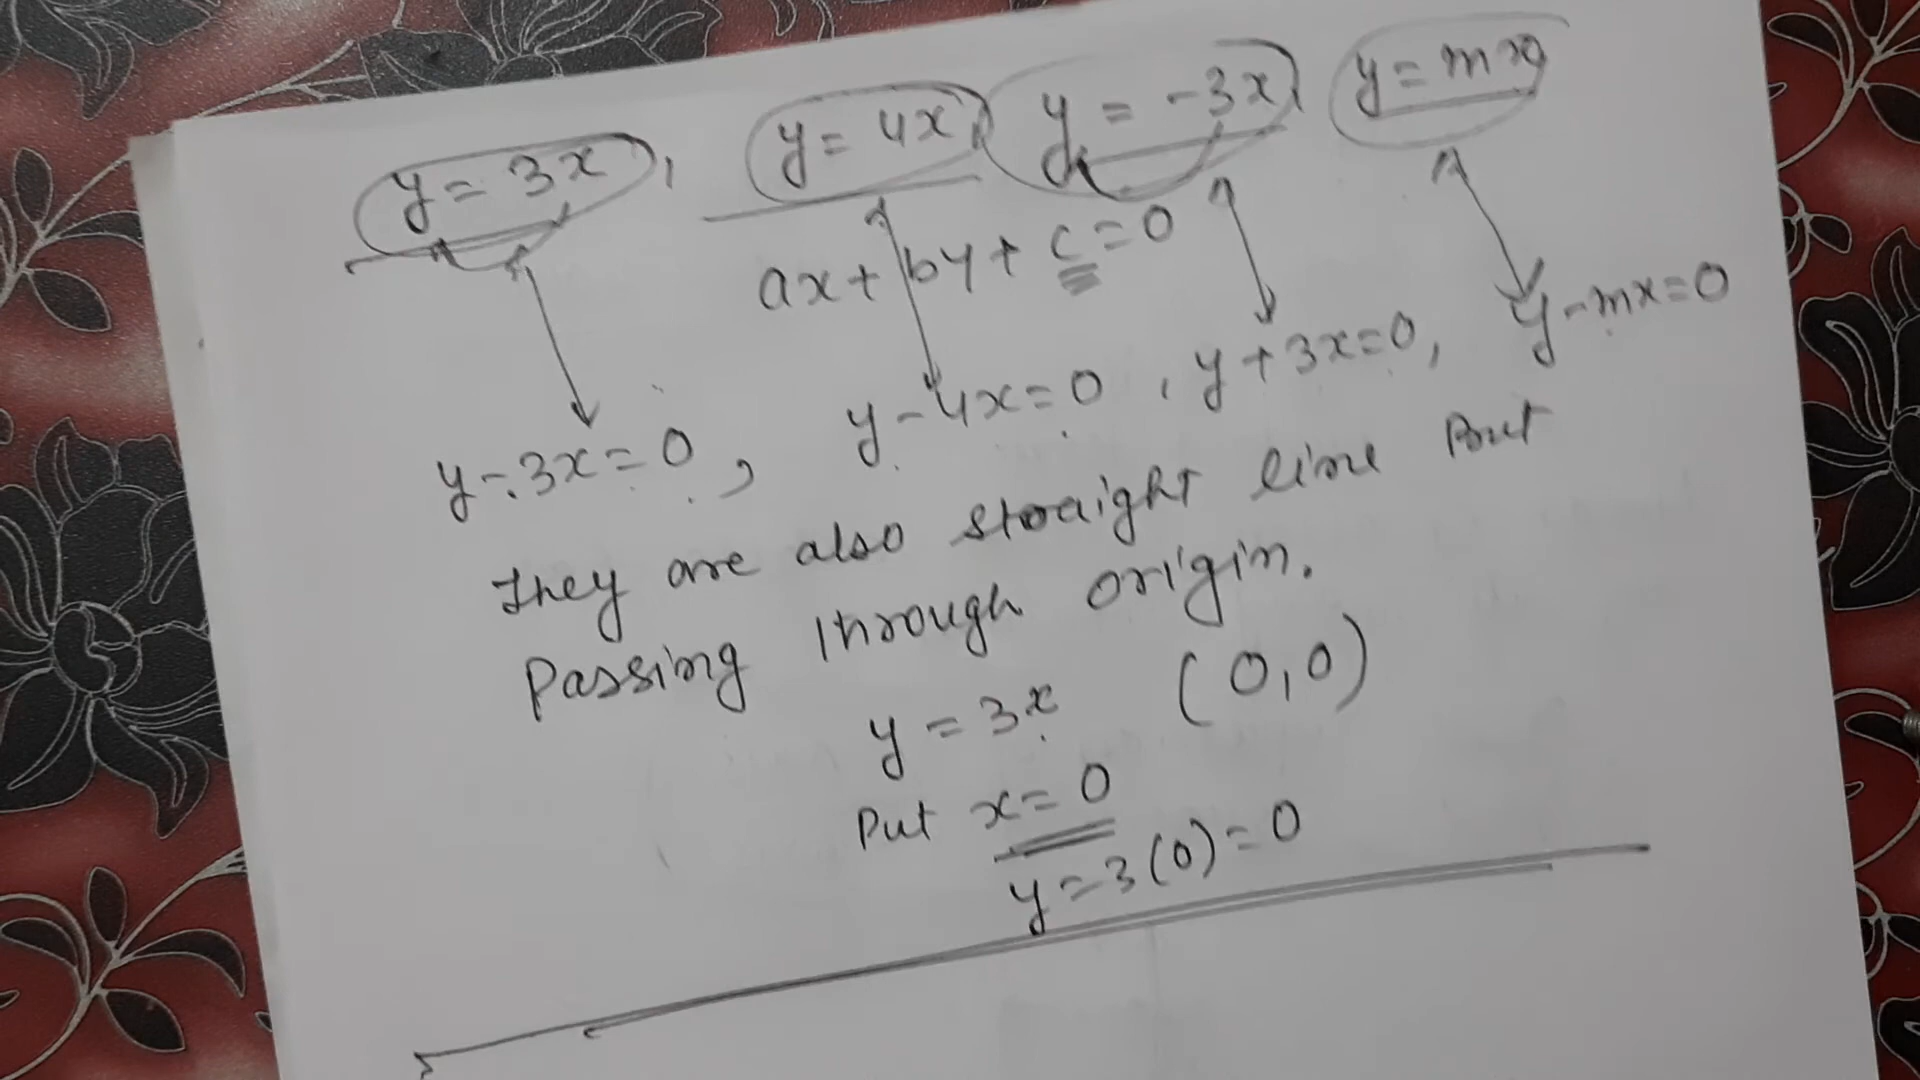 y = 3x, y = 4x, y = -3x, y = mx
ax + by + c = 0
y - 3x = 0, y - 4x = 0, y + 3x = 0, y - mx = 0
They are also straight line but
passing through origin.
y = 3x (0,0)
Put x = 0
y = 3(0) = 0